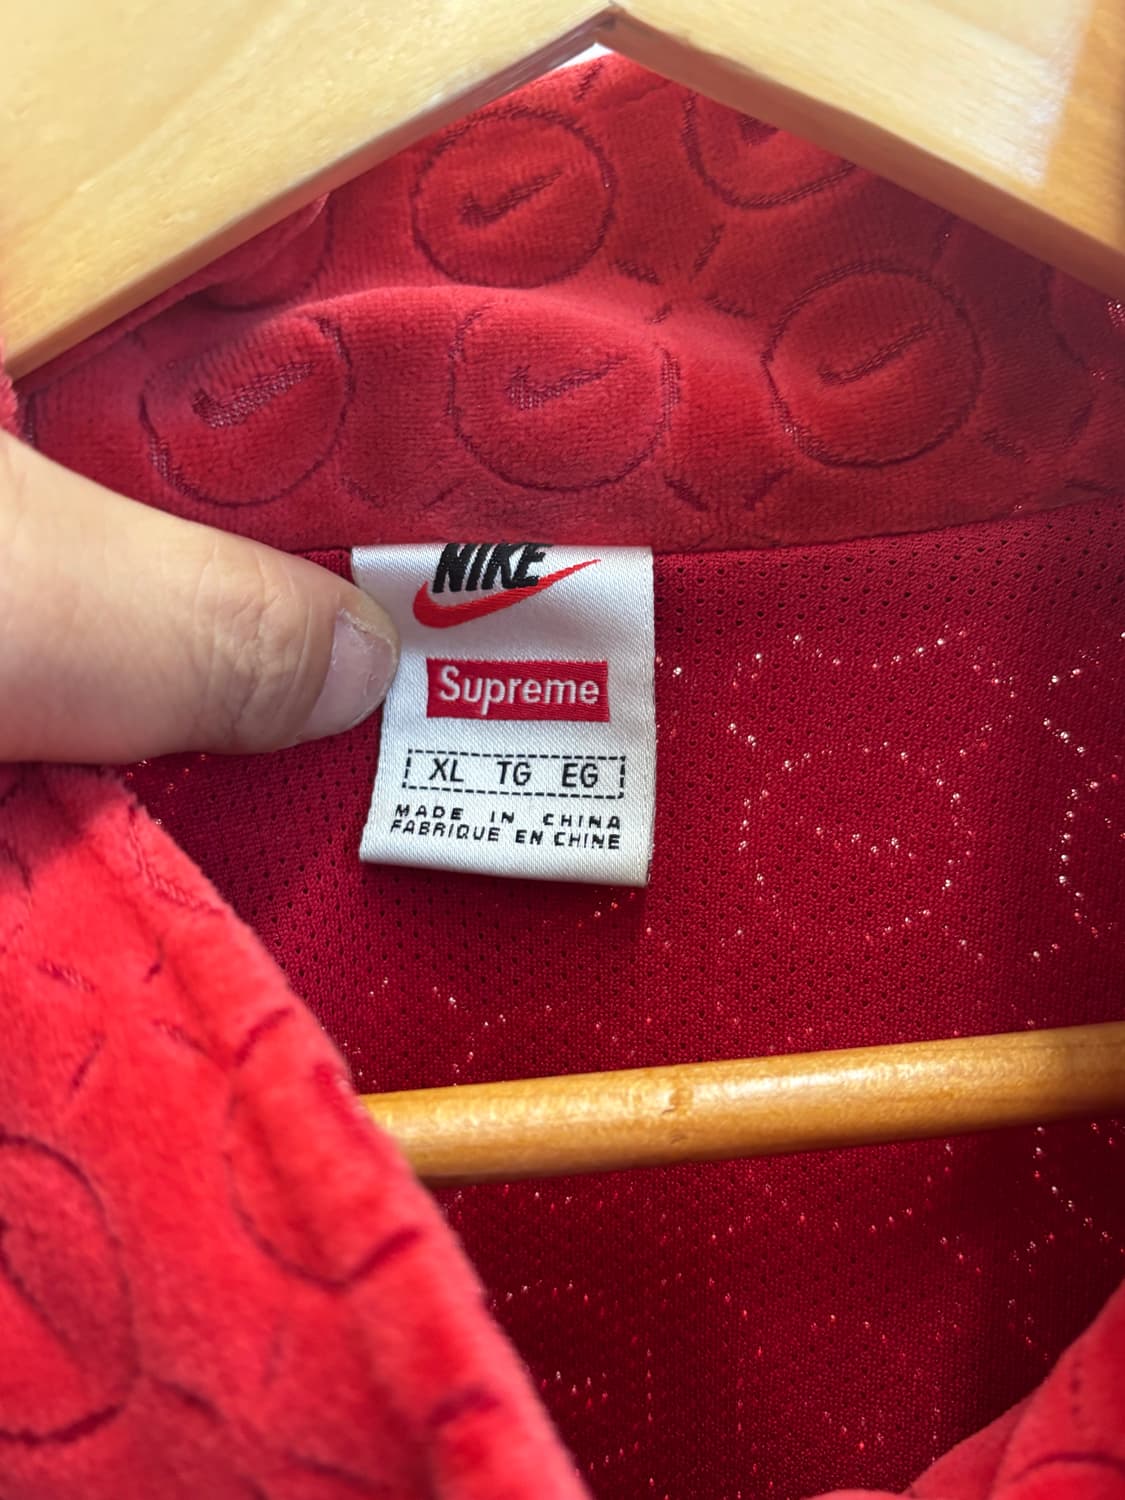 NIKE
Supreme
XL TG EG
MADE IN CHINA
FABRIQUE EN CHINE